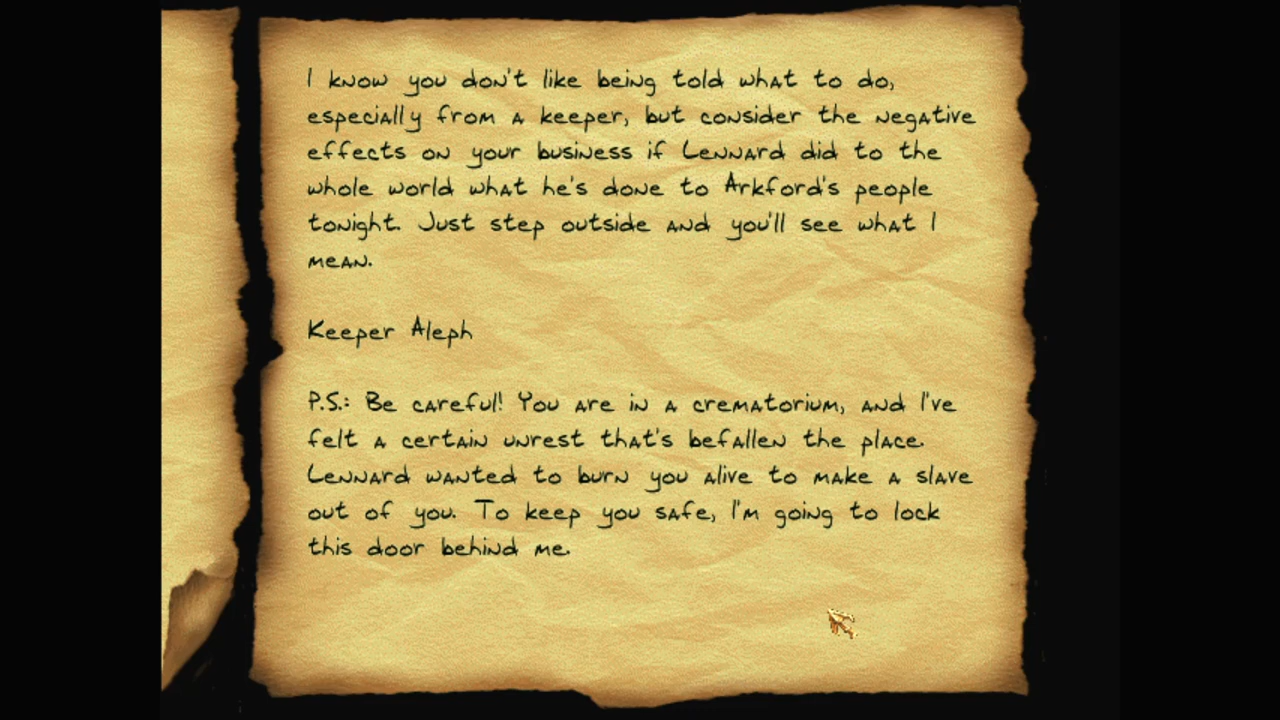 I know you don't like being told what to do,
especially from a keeper, but consider the negative
effects on your business if Lennard did to the
whole world what he's done to Arkford's people
tonight. Just step outside and you'll see what I
mean.
Keeper Aleph
P.S.: Be careful! You are in a crematorium, and I've
felt a certain unrest that's befallen the place.
Lennard wanted to burn you alive to make a slave
out of you. To keep you safe, I'm going to lock
this door behind me.